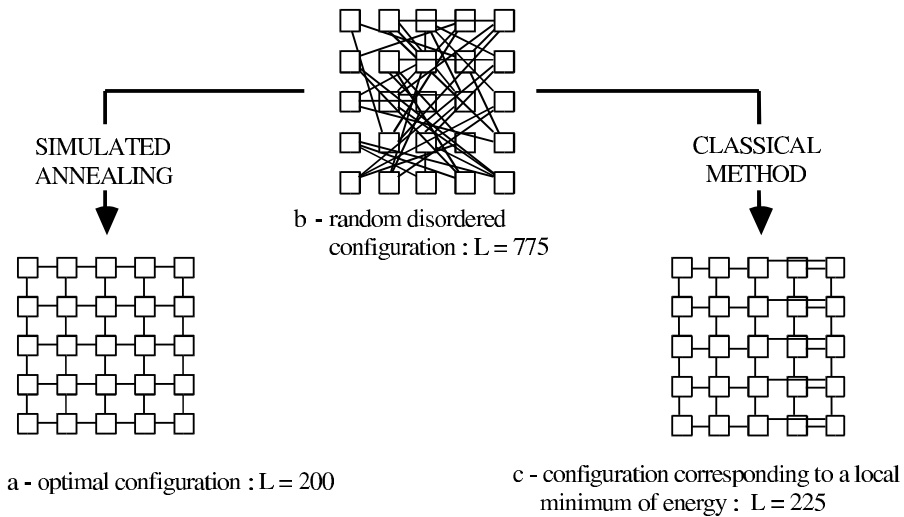 SIMULATED
ANNEALING
CLASSICAL
METHOD
b - random disordered
configuration : L = 775
a - optimal configuration : L = 200
c - configuration corresponding to a local
minimum of energy : L = 225